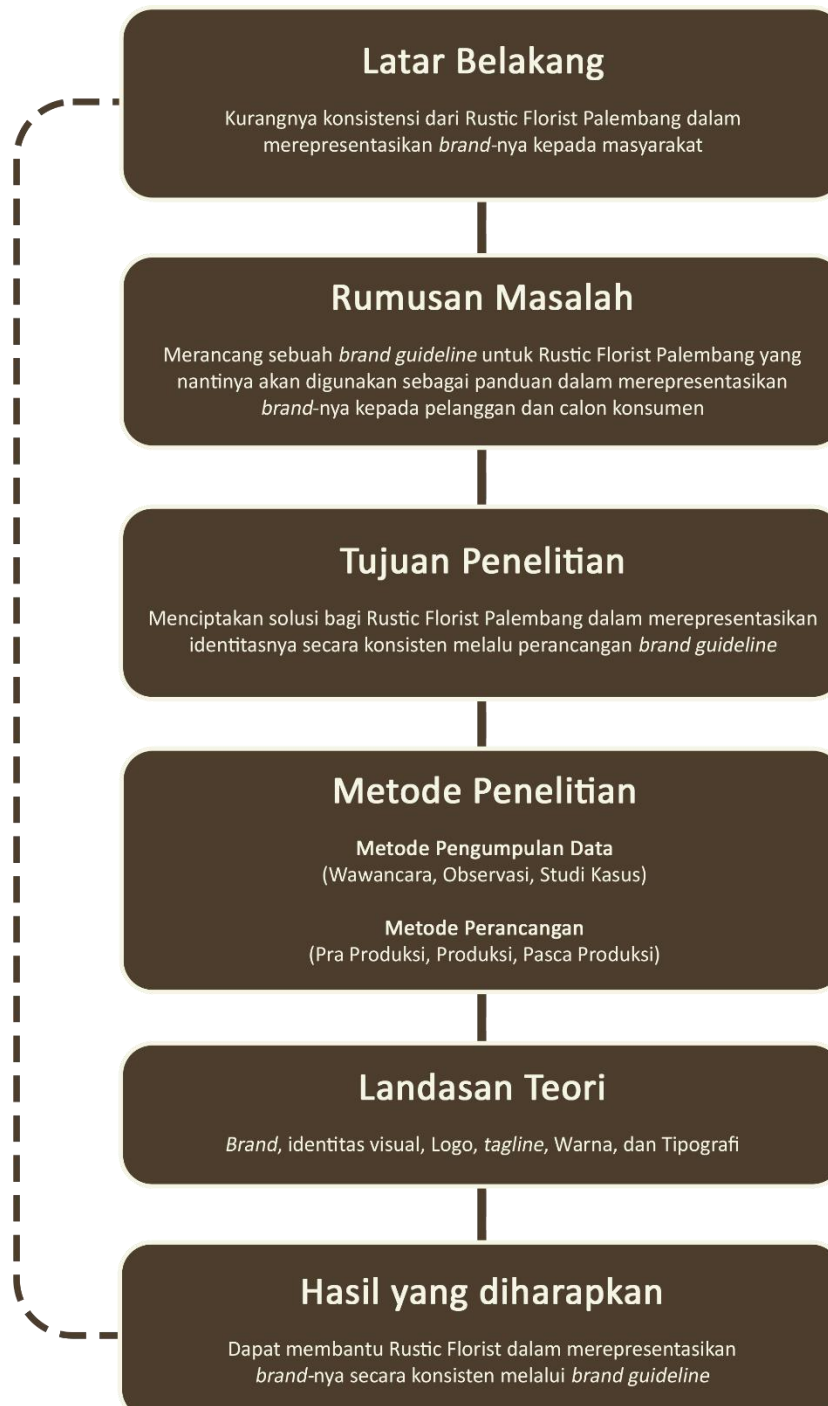 Latar Belakang
Kurangnya konsistensi dari Rustic Florist Palembang dalam
merepresentasikan brand-nya kepada masyarakat
Rumusan Masalah
Merancang sebuah brand guideline untuk Rustic Florist Palembang yang
nantinya akan digunakan sebagai panduan dalam merepresentasikan
brand-nya kepada pelanggan dan calon konsumen
Tujuan Penelitian
Menciptakan solusi bagi Rustic Florist Palembang dalam merepresentasikan
identitasnya secara konsisten melalu perancangan brand guideline
Metode Penelitian
Metode Pengumpulan Data
(Wawancara, Observasi, Studi Kasus)
Metode Perancangan
(Pra Produksi, Produksi, Pasca Produksi)
Landasan Teori
Brand, identitas visual, Logo, tagline, Warna, dan Tipografi
Hasil yang diharapkan
Dapat membantu Rustic Florist dalam merepresentasikan
brand-nya secara konsisten melalui brand guideline